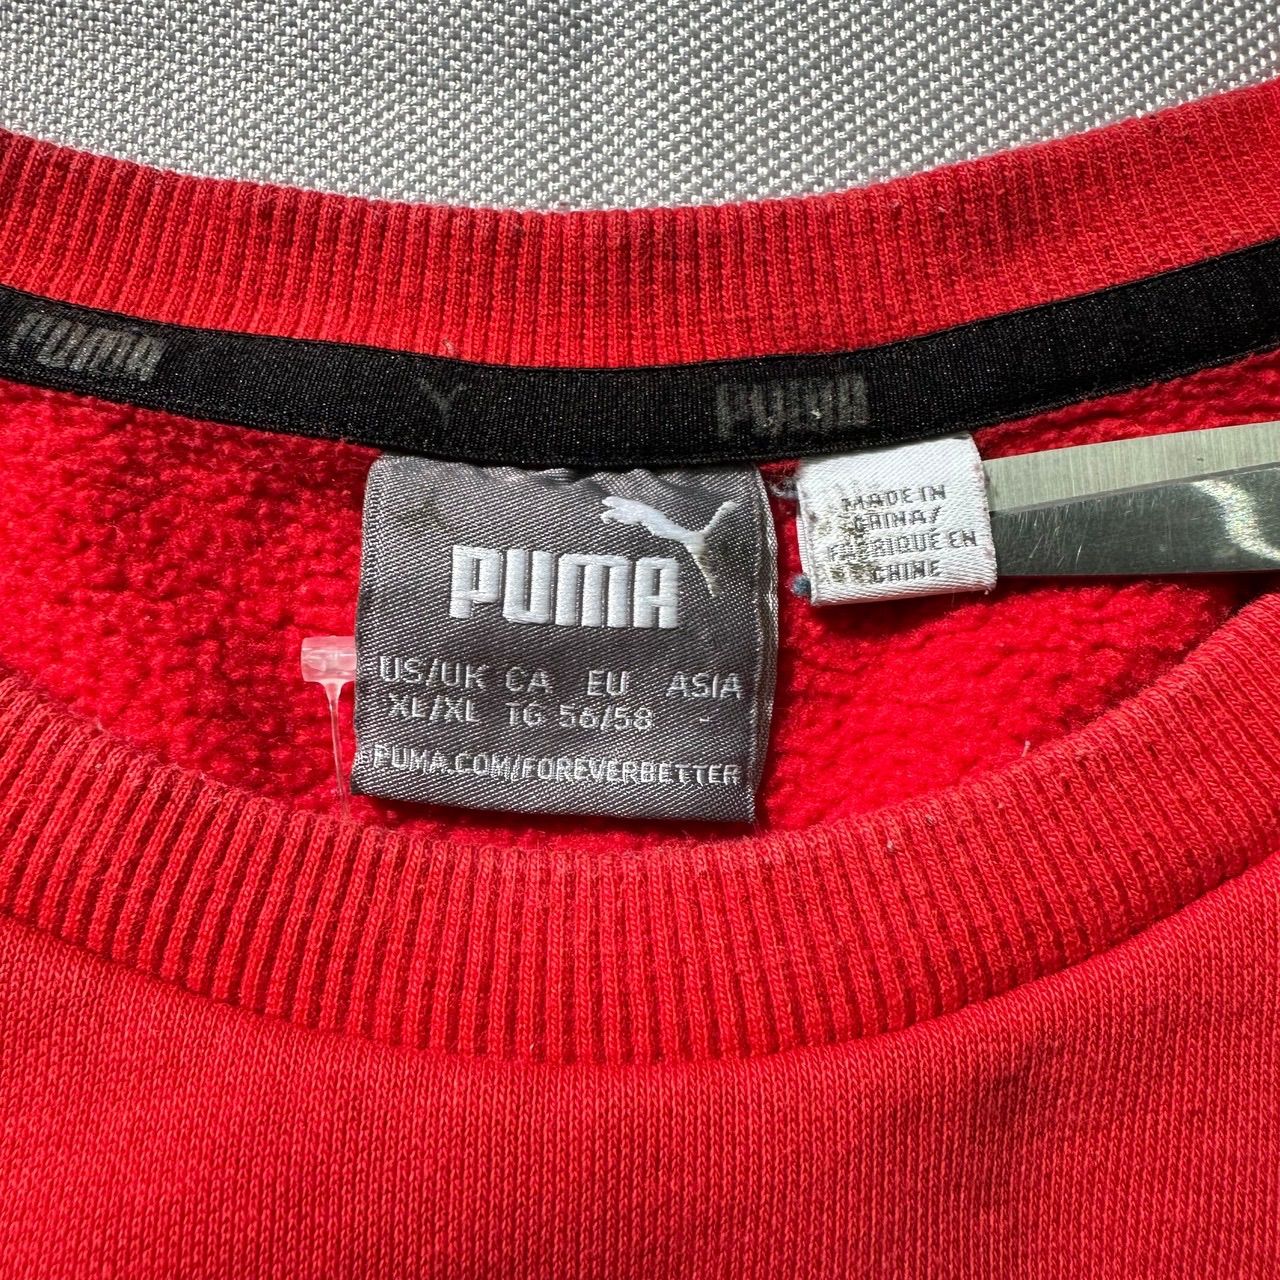 PUMA
PUMA
PUMA
US/UK CA EU ASIA
XL/XL TG 56/58 -
PUMA.COM/FOREVERBETTER
MADE IN
CHINA/
FABRIQUE EN
CHINE